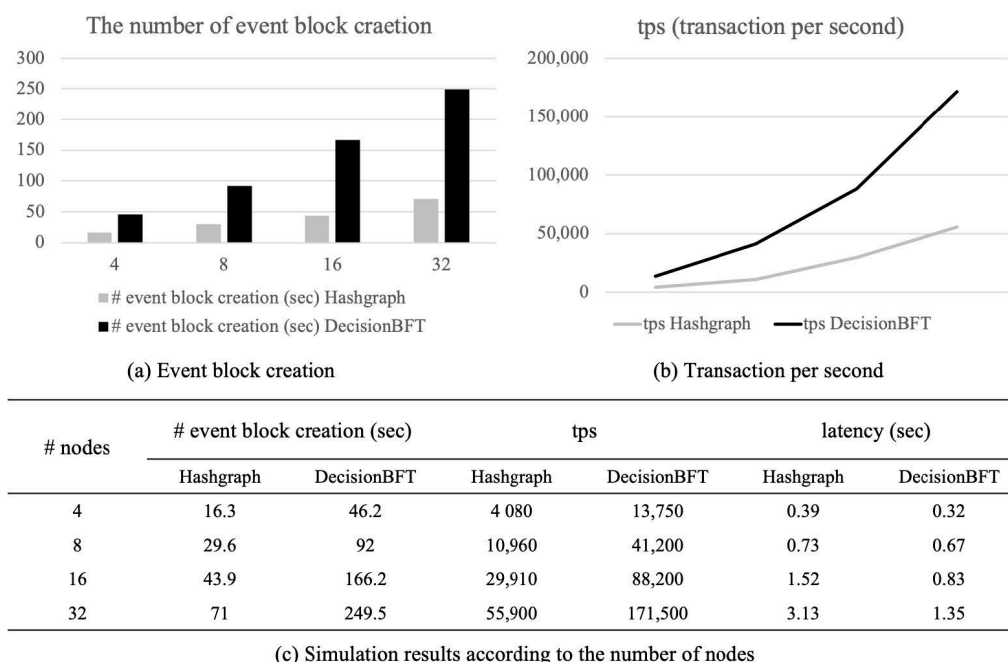 The number of event block craetion
300
250
200
150
100
50
0
4 8 16 32
# event block creation (sec) Hashgraph
# event block creation (sec) DecisionBFT
(a) Event block creation
tps (transaction per second)
200,000
150,000
100,000
50,000
0
tps Hashgraph tps DecisionBFT
(b) Transaction per second
# nodes # event block creation (sec) tps latency (sec)
Hashgraph DecisionBFT Hashgraph DecisionBFT Hashgraph DecisionBFT
4 16.3 46.2 4 080 13,750 0.39 0.32
8 29.6 92 10,960 41,200 0.73 0.67
16 43.9 166.2 29,910 88,200 1.52 0.83
32 71 249.5 55,900 171,500 3.13 1.35
(c) Simulation results according to the number of nodes